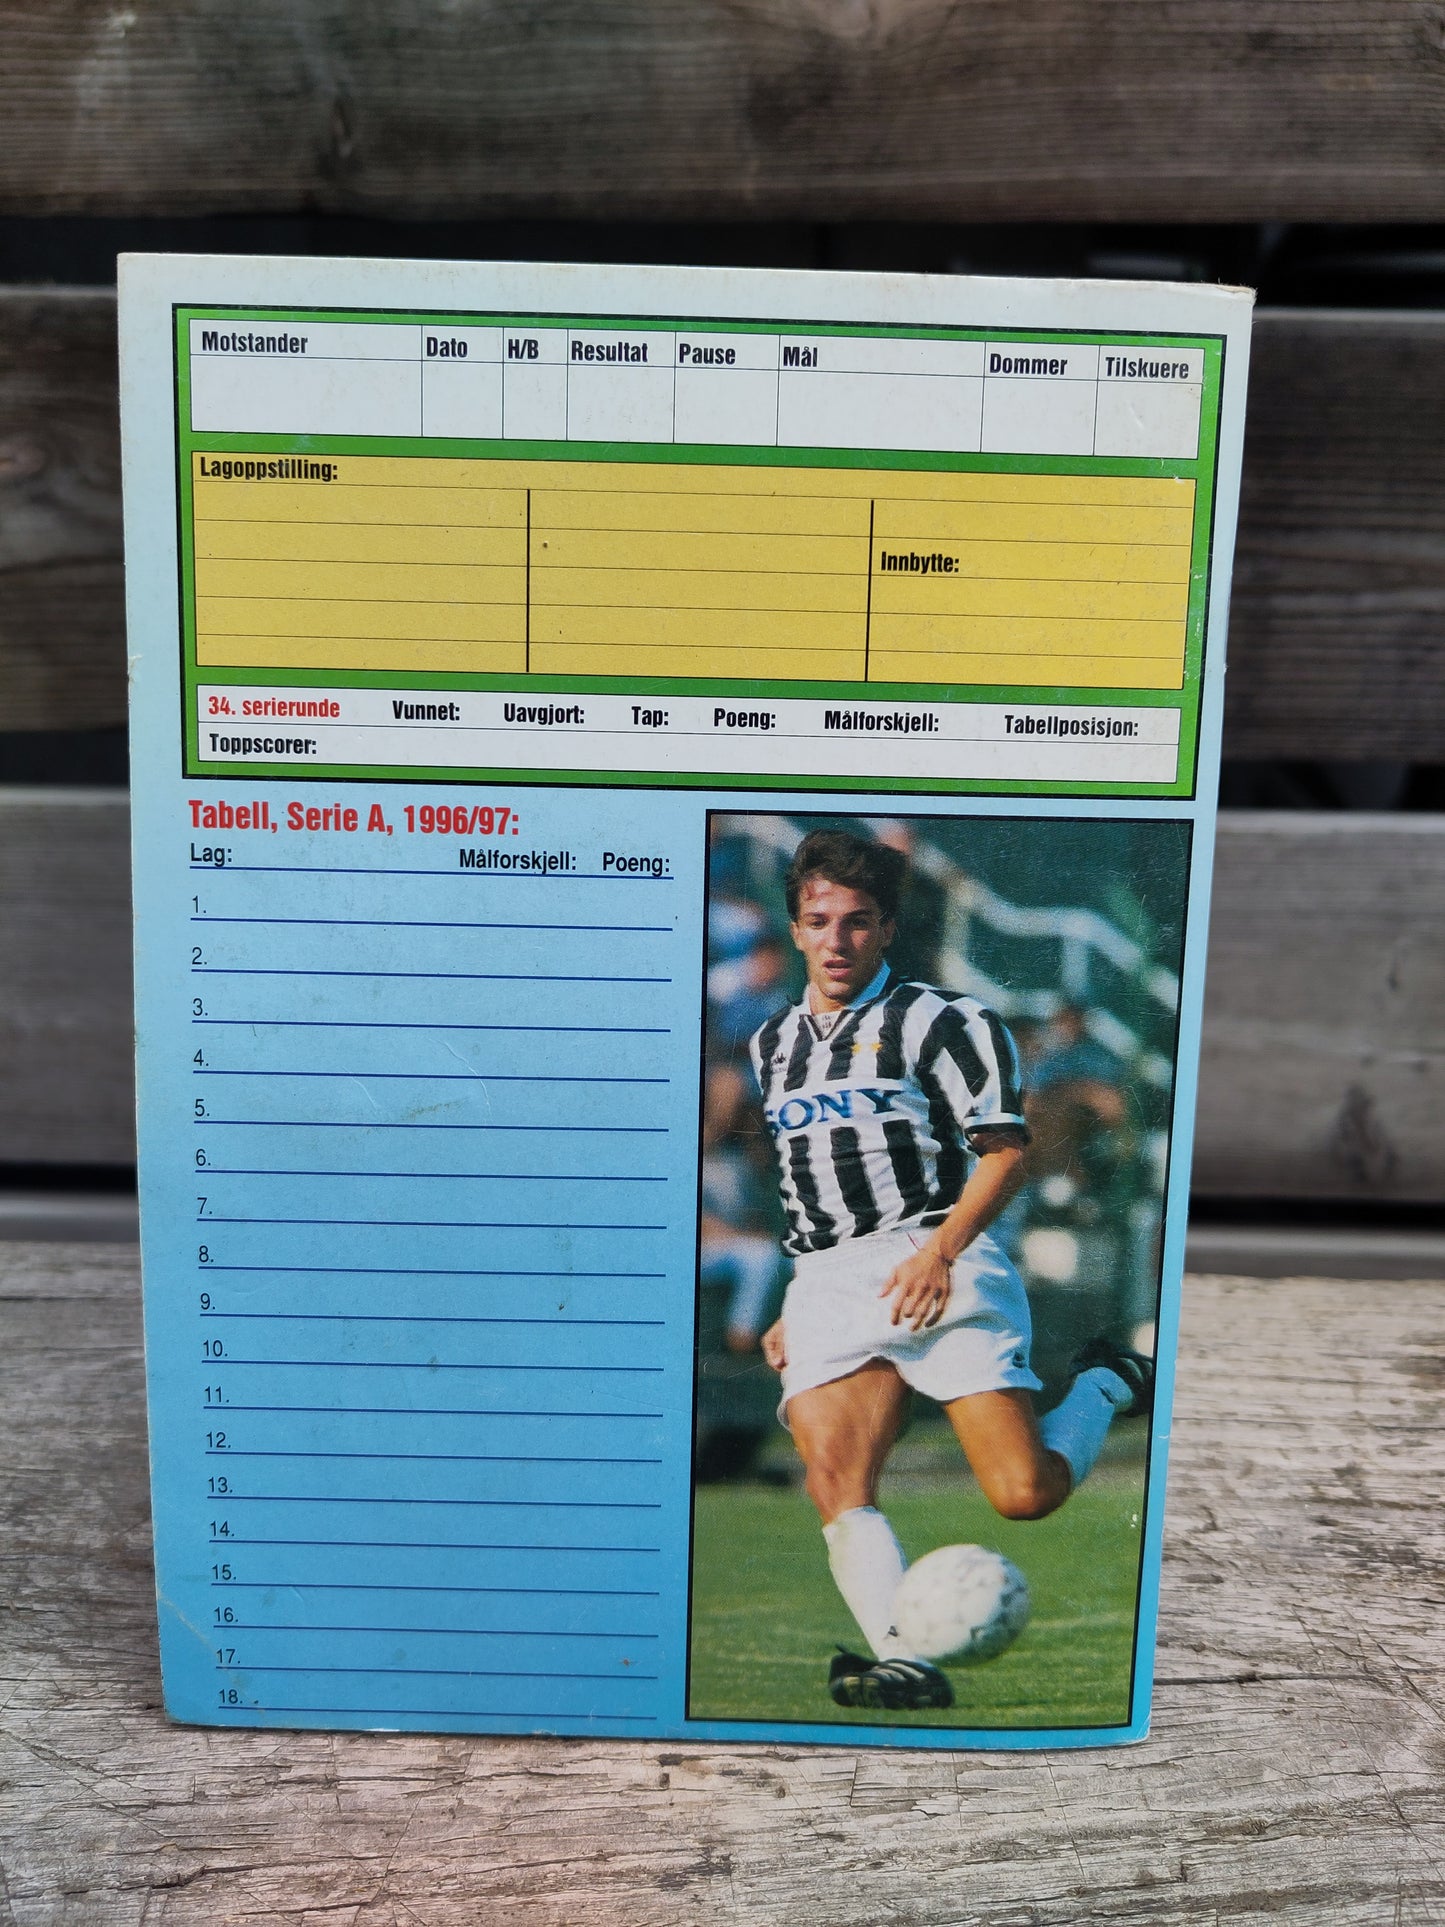 Motstander Dato H/B Resultat Pause Mål Dommer Tilskuere
Lagoppstilling:
Innbytte:
34. serierunde Vunnet: Uavgjort: Tap: Poeng: Målforskjell: Tabellposisjon:
Toppscorer:
Tabell, Serie A, 1996/97:
Lag: Målforskjell: Poeng:
1.
2.
3.
4.
5.
6.
7.
8.
9.
10.
11.
12.
13.
14.
15.
16.
17.
18.
SONY